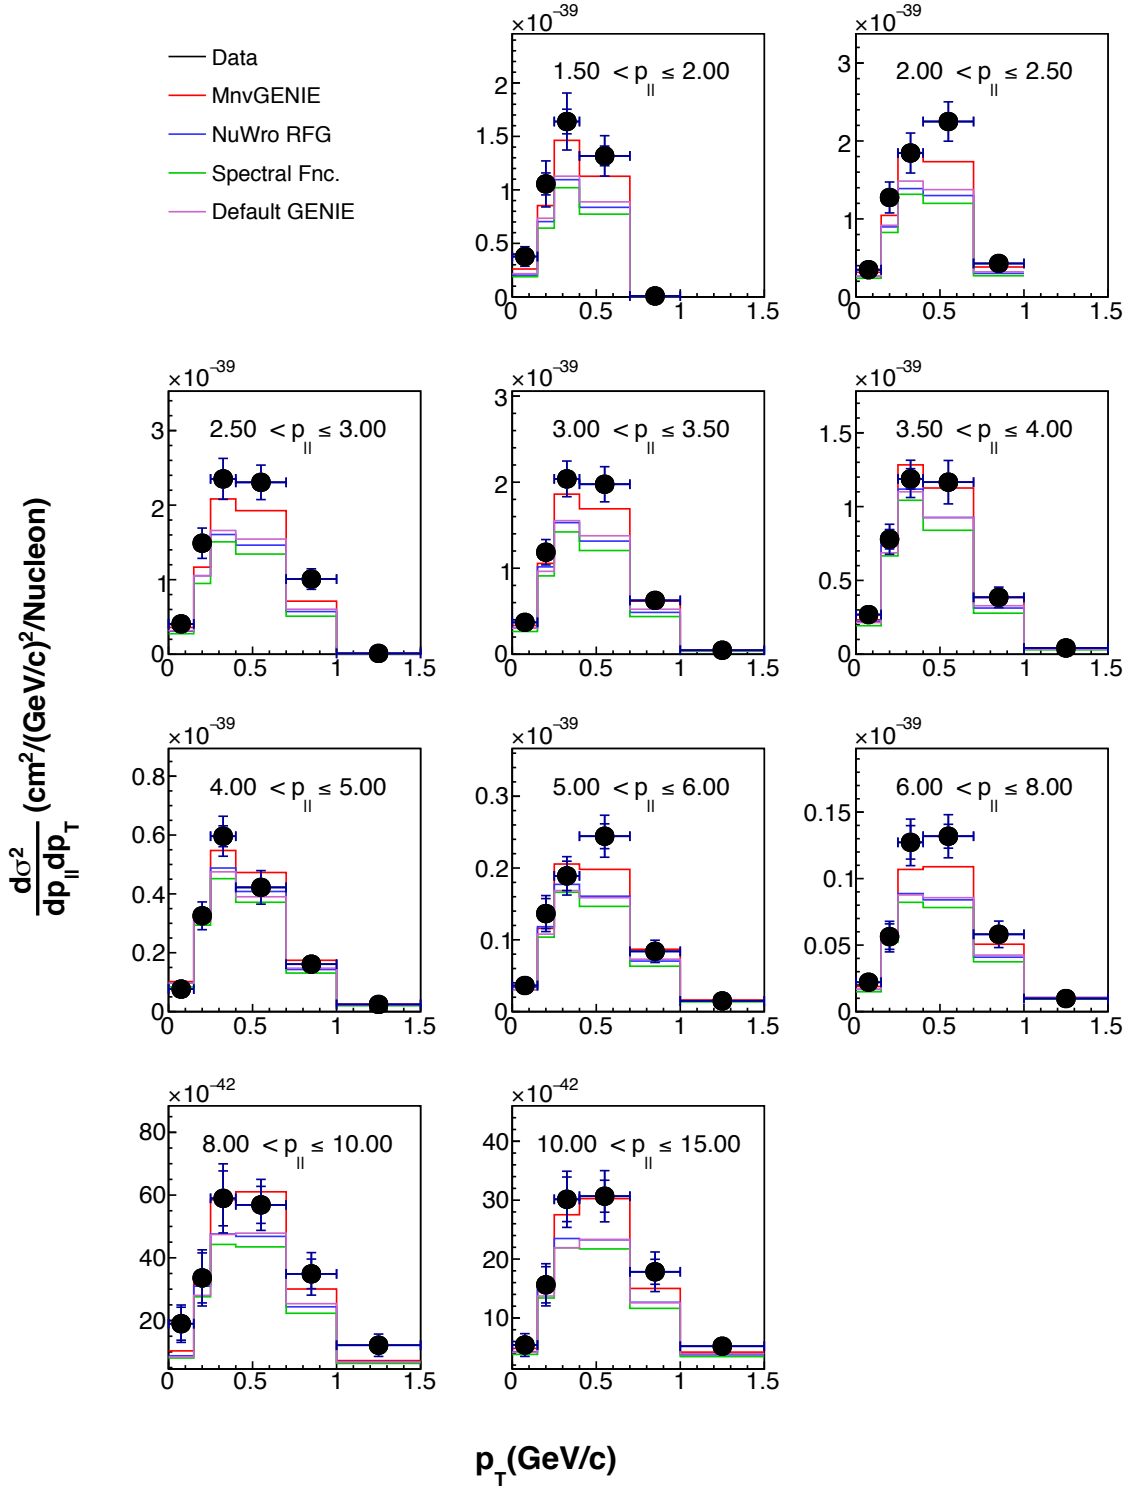 Data
MnvGENIE
NuWro RFG
Spectral Fnc.
Default GENIE
×10⁻³⁹
1.50 < p_|| ≤ 2.00
2
1.5
1
0.5
0
0 0.5 1 1.5
×10⁻³⁹
2.00 < p_|| ≤ 2.50
3
2
1
0
0 0.5 1 1.5
×10⁻³⁹
2.50 < p_|| ≤ 3.00
3
2
1
0
0 0.5 1 1.5
×10⁻³⁹
3.00 < p_|| ≤ 3.50
3
2
1
0
0 0.5 1 1.5
×10⁻³⁹
3.50 < p_|| ≤ 4.00
1.5
1
0.5
0
0 0.5 1 1.5
dσ²/dp_||dp_T (cm²/(GeV/c)²/Nucleon)
×10⁻³⁹
4.00 < p_|| ≤ 5.00
0.8
0.6
0.4
0.2
0
0 0.5 1 1.5
×10⁻³⁹
5.00 < p_|| ≤ 6.00
0.3
0.2
0.1
0
0 0.5 1 1.5
×10⁻³⁹
6.00 < p_|| ≤ 8.00
0.15
0.1
0.05
0
0 0.5 1 1.5
×10⁻⁴²
8.00 < p_|| ≤ 10.00
80
60
40
20
0 0.5 1 1.5
×10⁻⁴²
10.00 < p_|| ≤ 15.00
40
30
20
10
0 0.5 1 1.5
p_T(GeV/c)